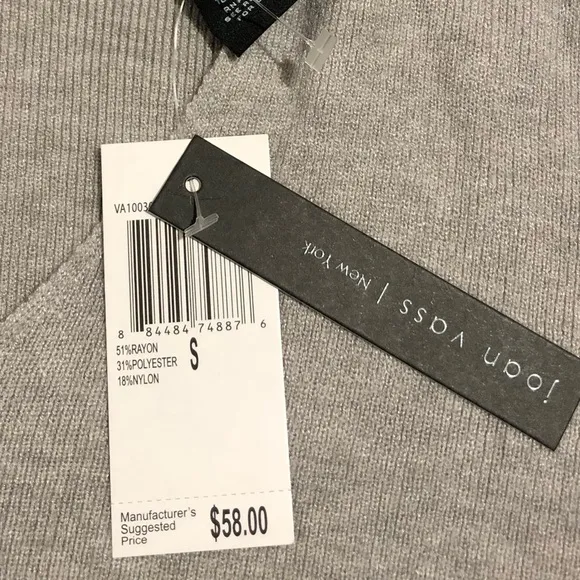 VA1003
8 84484 74887 6
51%RAYON
31%POLYESTER
18%NYLON
S
Manufacturer's
Suggested
Price
$58.00
joan vass | New York